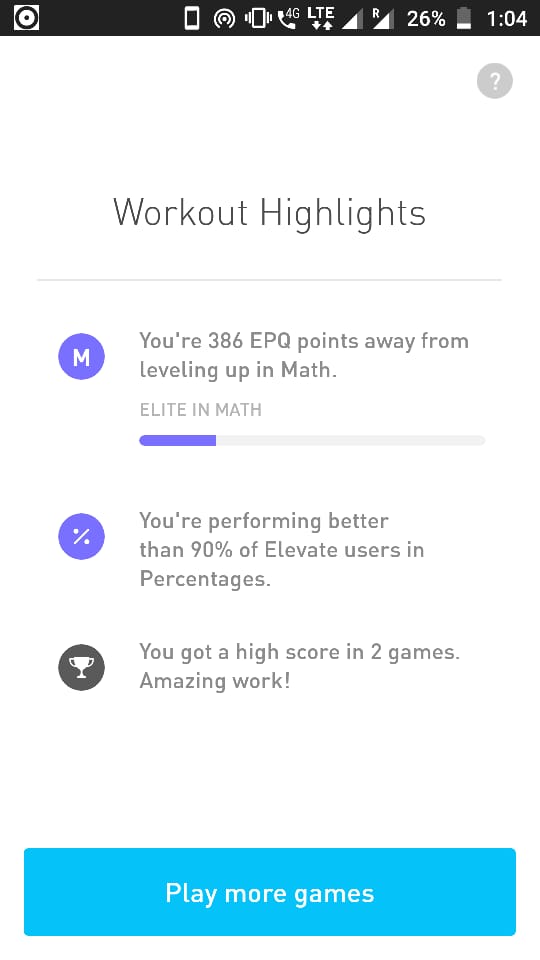 4G LTE R 26% 1:04
?
Workout Highlights
M
You're 386 EPQ points away from
leveling up in Math.
ELITE IN MATH
%
You're performing better
than 90% of Elevate users in
Percentages.
You got a high score in 2 games.
Amazing work!
Play more games